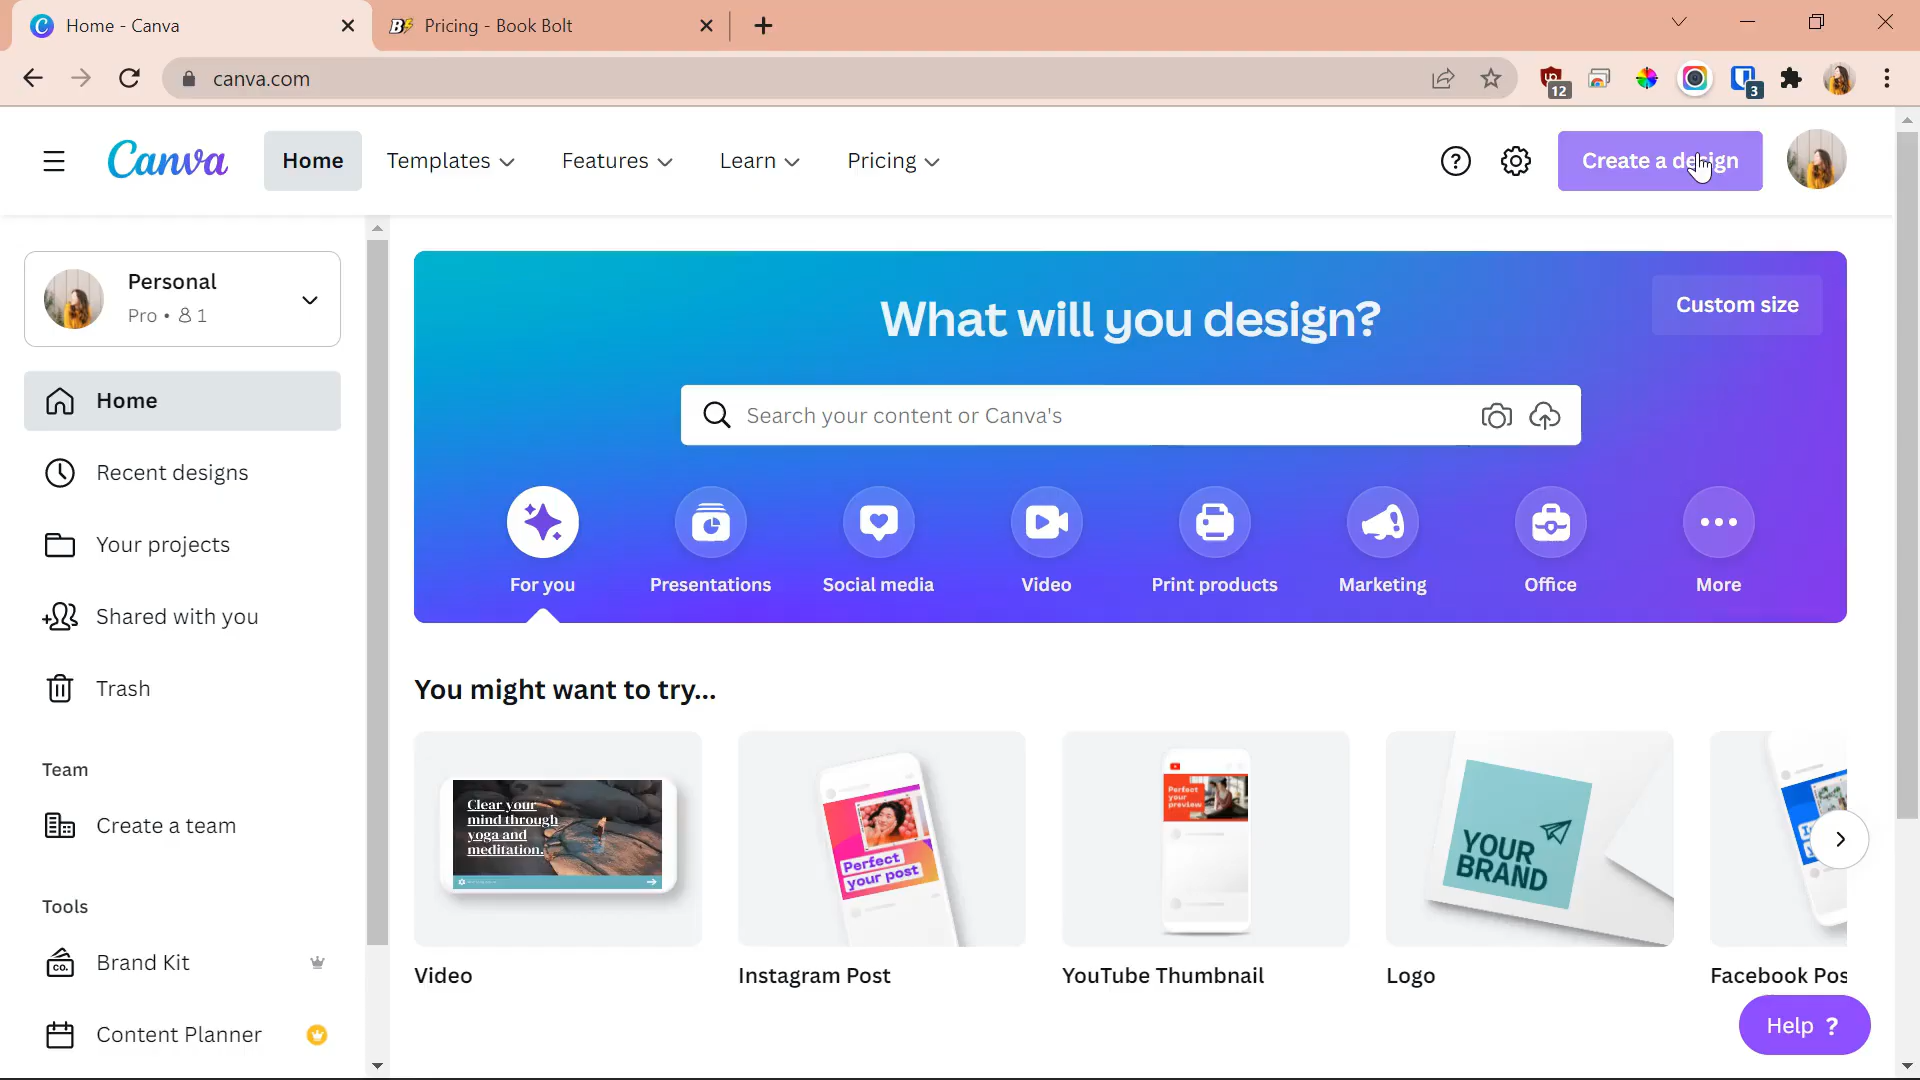 Home - Canva
Pricing - Book Bolt
canva.com
12
3
Canva
Home
Templates
Features
Learn
Pricing
Create a design
Personal
Pro • 1
Home
Recent designs
Your projects
Shared with you
Trash
Team
Create a team
Tools
Brand Kit
Content Planner
What will you design?
Custom size
Search your content or Canva's
For you
Presentations
Social media
Video
Print products
Marketing
Office
More
You might want to try...
Clear your
mind through
yoga and
meditation.
Perfect
your post
Perfect
your
preview
YOUR
BRAND
Video
Instagram Post
YouTube Thumbnail
Logo
Facebook Pos
Help ?